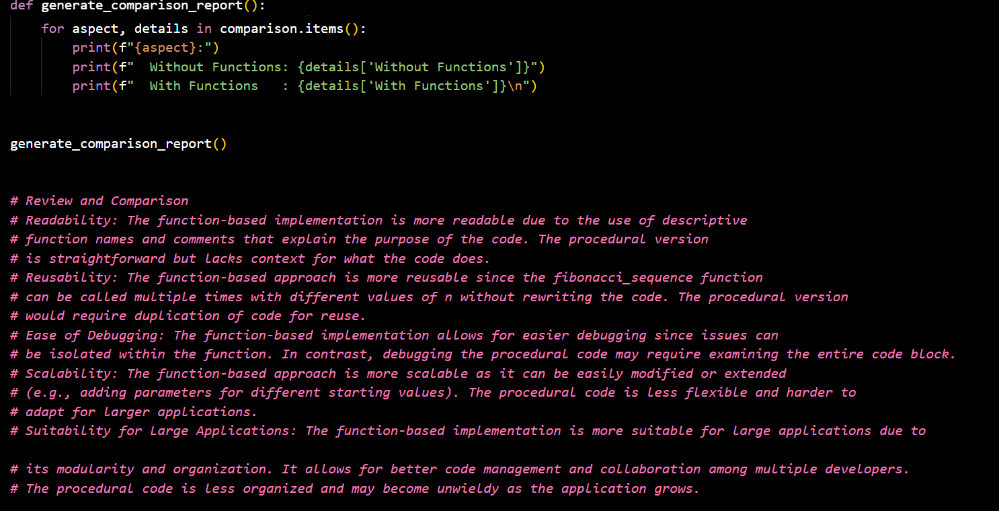 def generate_comparison_report():
    for aspect, details in comparison.items():
        print(f"{aspect}:")
        print(f"  Without Functions: {details['Without Functions']}")
        print(f"  With Functions   : {details['With Functions']}\n")
generate_comparison_report()
# Review and Comparison
# Readability: The function-based implementation is more readable due to the use of descriptive
# function names and comments that explain the purpose of the code. The procedural version
# is straightforward but lacks context for what the code does.
# Reusability: The function-based approach is more reusable since the fibonacci_sequence function
# can be called multiple times with different values of n without rewriting the code. The procedural version
# would require duplication of code for reuse.
# Ease of Debugging: The function-based implementation allows for easier debugging since issues can
# be isolated within the function. In contrast, debugging the procedural code may require examining the entire code block.
# Scalability: The function-based approach is more scalable as it can be easily modified or extended
# (e.g., adding parameters for different starting values). The procedural code is less flexible and harder to
# adapt for larger applications.
# Suitability for Large Applications: The function-based implementation is more suitable for large applications due to
# its modularity and organization. It allows for better code management and collaboration among multiple developers.
# The procedural code is less organized and may become unwieldy as the application grows.